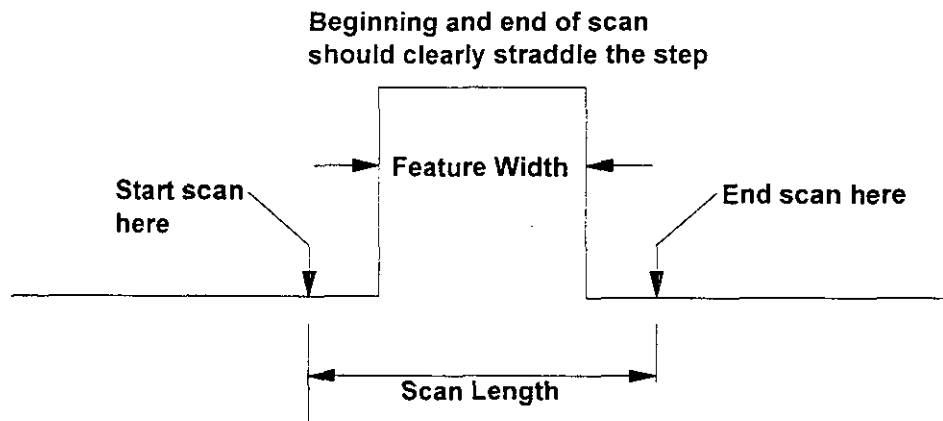 Beginning and end of scan
should clearly straddle the step
Feature Width
Start scan
here
End scan here
Scan Length